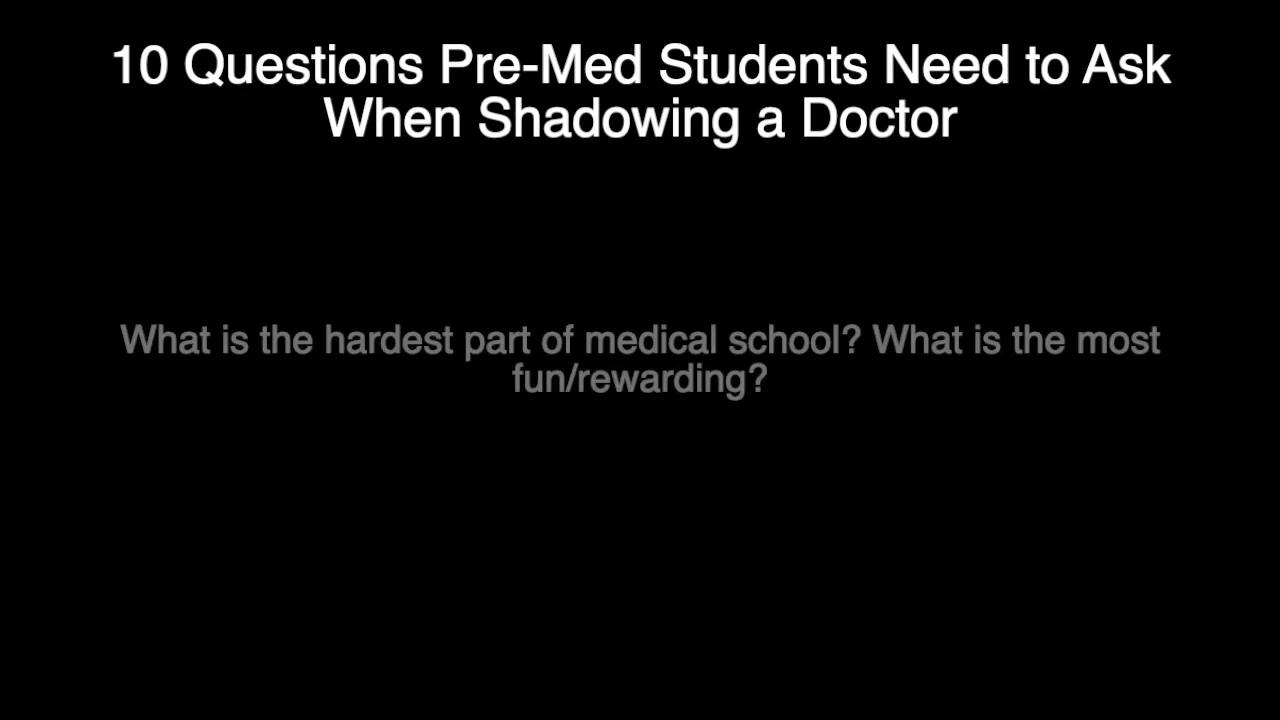 10 Questions Pre-Med Students Need to Ask
When Shadowing a Doctor
What is the hardest part of medical school? What is the most
fun/rewarding?